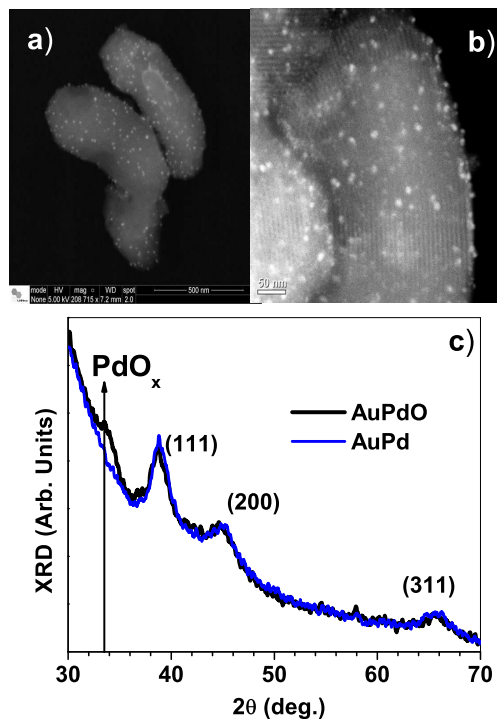 a)
b)
mode HV mag □ WD spot
None 5.00 kV 208 715 x 7.2 mm 2.0
500 nm
50 nm
c)
PdOx
AuPdO
AuPd
(111)
(200)
(311)
XRD (Arb. Units)
30 40 50 60 70
2θ (deg.)